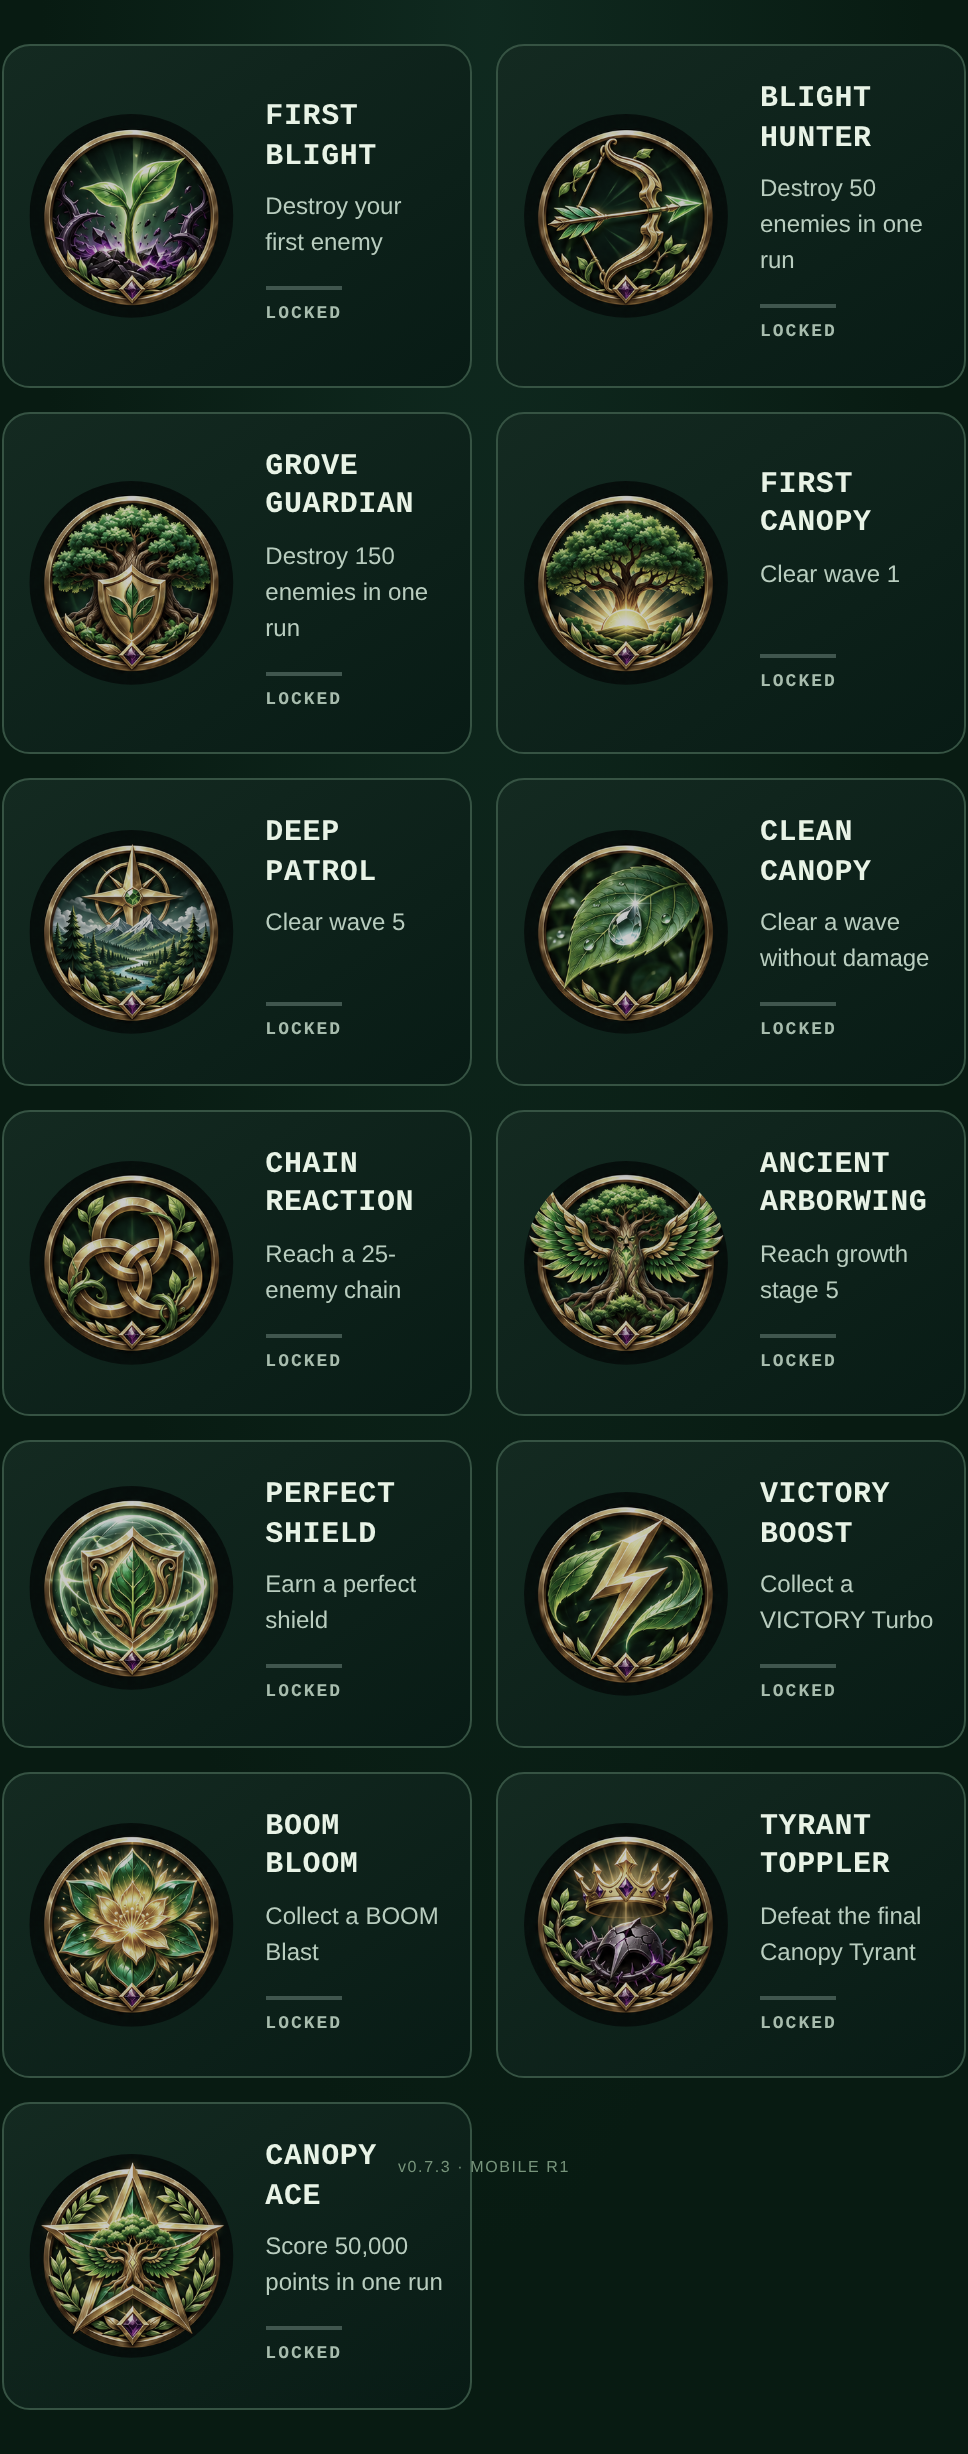 FIRST
BLIGHT
Destroy your
first enemy
LOCKED
BLIGHT
HUNTER
Destroy 50
enemies in one
run
LOCKED
GROVE
GUARDIAN
Destroy 150
enemies in one
run
LOCKED
FIRST
CANOPY
Clear wave 1
LOCKED
DEEP
PATROL
Clear wave 5
LOCKED
CLEAN
CANOPY
Clear a wave
without damage
LOCKED
CHAIN
REACTION
Reach a 25-
enemy chain
LOCKED
ANCIENT
ARBORWING
Reach growth
stage 5
LOCKED
PERFECT
SHIELD
Earn a perfect
shield
LOCKED
VICTORY
BOOST
Collect a
VICTORY Turbo
LOCKED
BOOM
BLOOM
Collect a BOOM
Blast
LOCKED
TYRANT
TOPPLER
Defeat the final
Canopy Tyrant
LOCKED
CANOPY
ACE
Score 50,000
points in one run
LOCKED
v0.7.3 · MOBILE R1